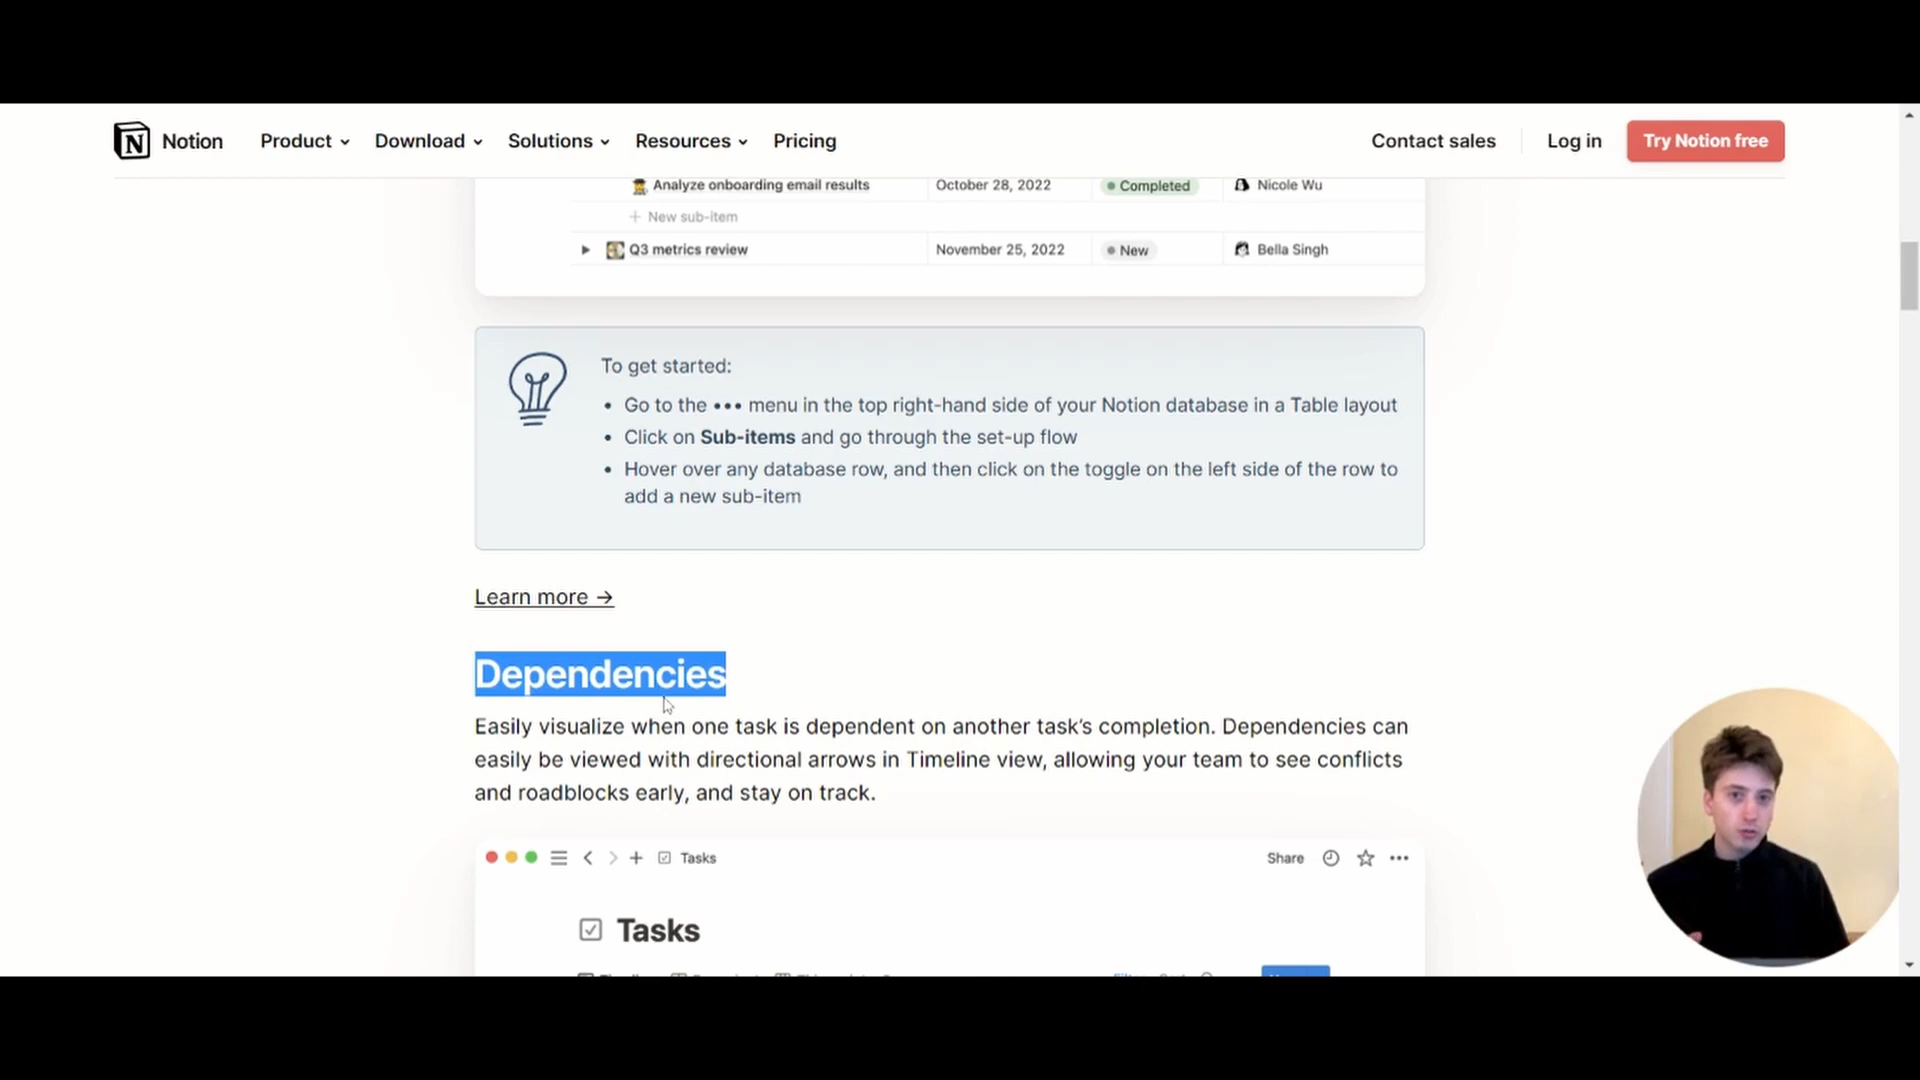 Notion Product Download Solutions Resources Pricing Contact sales Log in Try Notion free
Analyze onboarding email results October 28, 2022 Completed Nicole Wu
+ New sub-item
Q3 metrics review November 25, 2022 New Bella Singh
To get started:
• Go to the ••• menu in the top right-hand side of your Notion database in a Table layout
• Click on Sub-items and go through the set-up flow
• Hover over any database row, and then click on the toggle on the left side of the row to
add a new sub-item
Learn more →
Dependencies
Easily visualize when one task is dependent on another task’s completion. Dependencies can
easily be viewed with directional arrows in Timeline view, allowing your team to see conflicts
and roadblocks early, and stay on track.
Tasks Share
Tasks